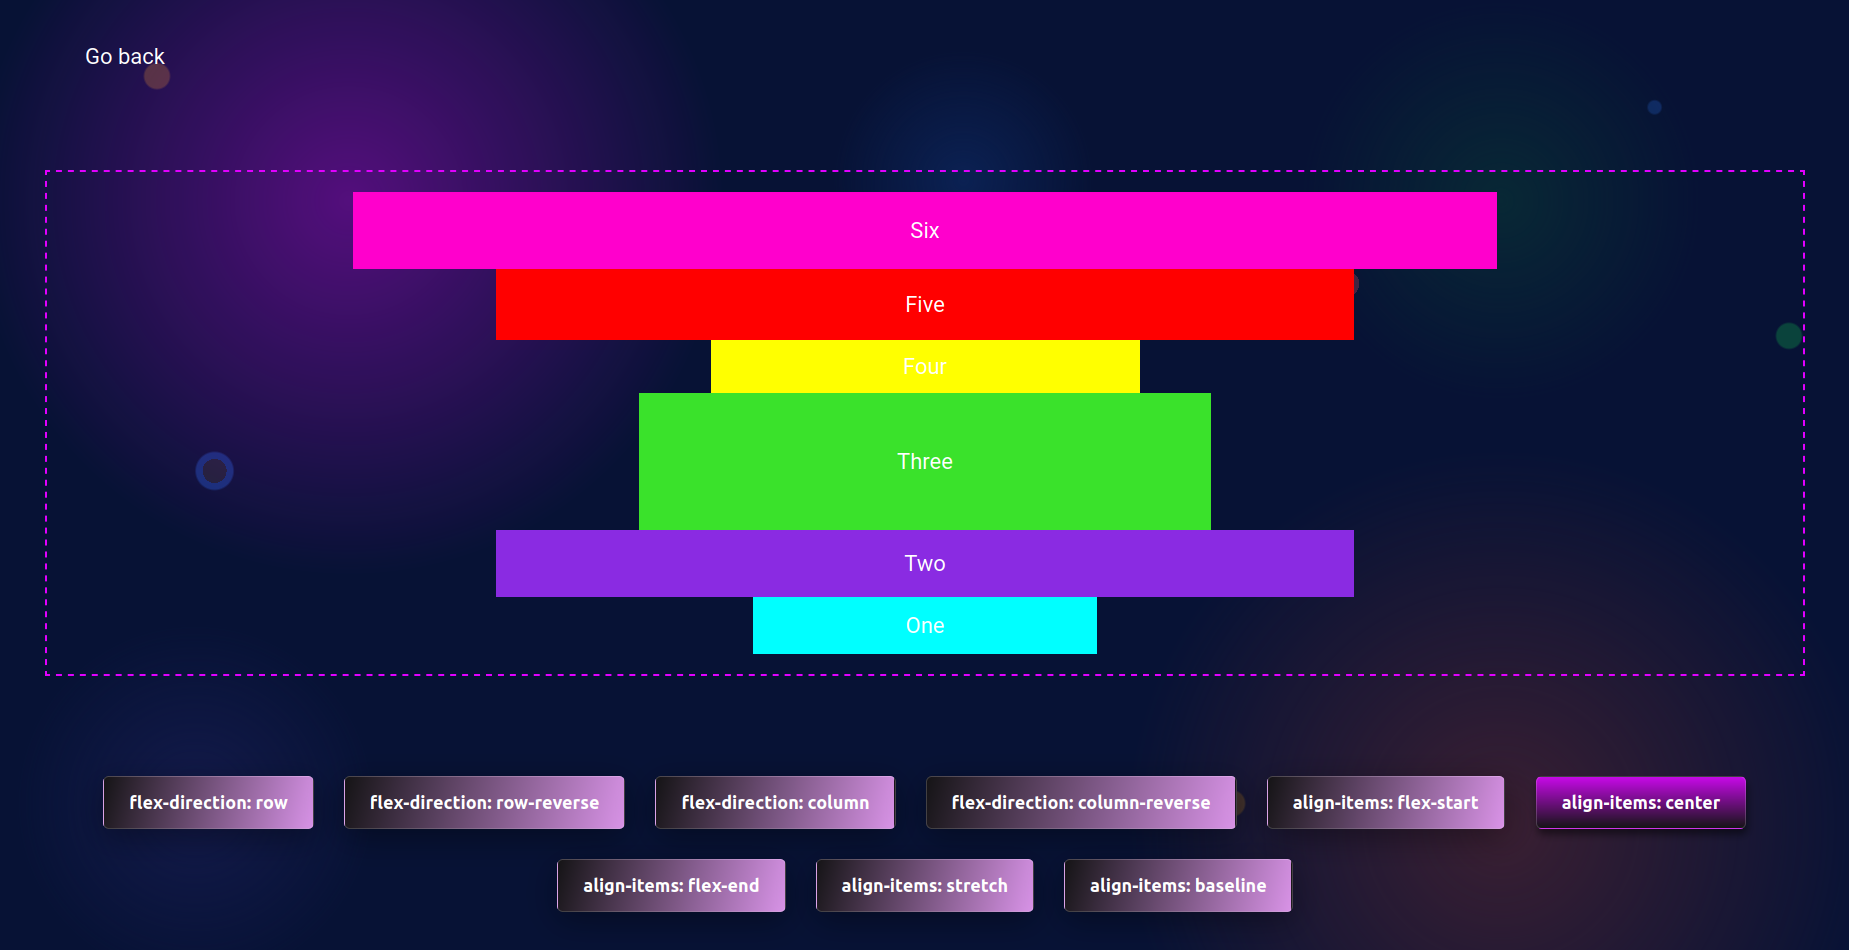 Go back
Six
Five
Four
Three
Two
One
flex-direction: row
flex-direction: row-reverse
flex-direction: column
flex-direction: column-reverse
align-items: flex-start
align-items: center
align-items: flex-end
align-items: stretch
align-items: baseline